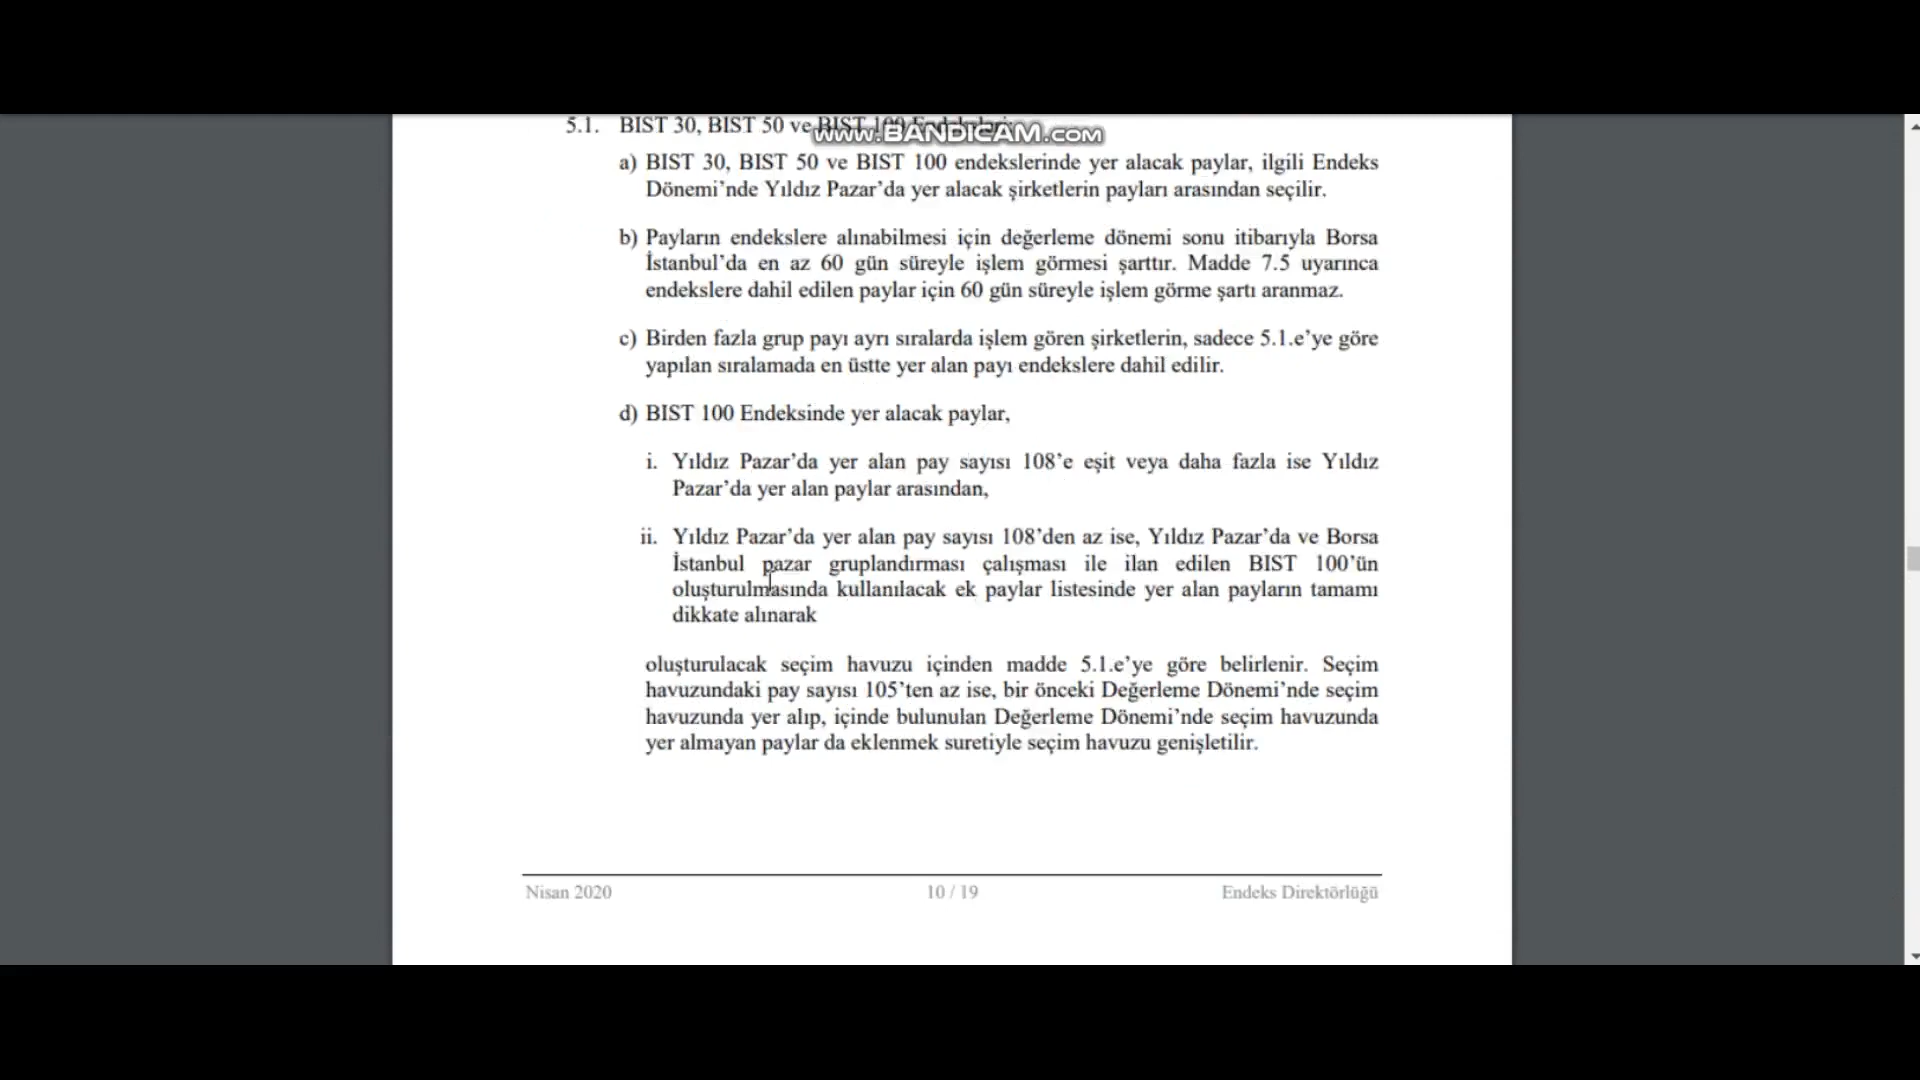 5.1. BIST 30, BIST 50 ve BIST 100 Endeksleri:
www.BANDICAM.com
a) BIST 30, BIST 50 ve BIST 100 endekslerinde yer alacak paylar, ilgili Endeks
Dönemi’nde Yıldız Pazar’da yer alacak şirketlerin payları arasından seçilir.
b) Payların endekslere alınabilmesi için değerleme dönemi sonu itibarıyla Borsa
İstanbul’da en az 60 gün süreyle işlem görmesi şarttır. Madde 7.5 uyarınca
endekslere dahil edilen paylar için 60 gün süreyle işlem görme şartı aranmaz.
c) Birden fazla grup payı ayrı sıralarda işlem gören şirketlerin, sadece 5.1.e’ye göre
yapılan sıralamada en üstte yer alan payı endekslere dahil edilir.
d) BIST 100 Endeksinde yer alacak paylar,
i. Yıldız Pazar’da yer alan pay sayısı 108’e eşit veya daha fazla ise Yıldız
Pazar’da yer alan paylar arasından,
ii. Yıldız Pazar’da yer alan pay sayısı 108’den az ise, Yıldız Pazar’da ve Borsa
İstanbul pazar gruplandırması çalışması ile ilan edilen BIST 100’ün
oluşturulmasında kullanılacak ek paylar listesinde yer alan payların tamamı
dikkate alınarak
oluşturulacak seçim havuzu içinden madde 5.1.e’ye göre belirlenir. Seçim
havuzundaki pay sayısı 105’ten az ise, bir önceki Değerleme Dönemi’nde seçim
havuzunda yer alıp, içinde bulunulan Değerleme Dönemi’nde seçim havuzunda
yer almayan paylar da eklenmek suretiyle seçim havuzu genişletilir.
Nisan 2020
10 / 19
Endeks Direktörlüğü